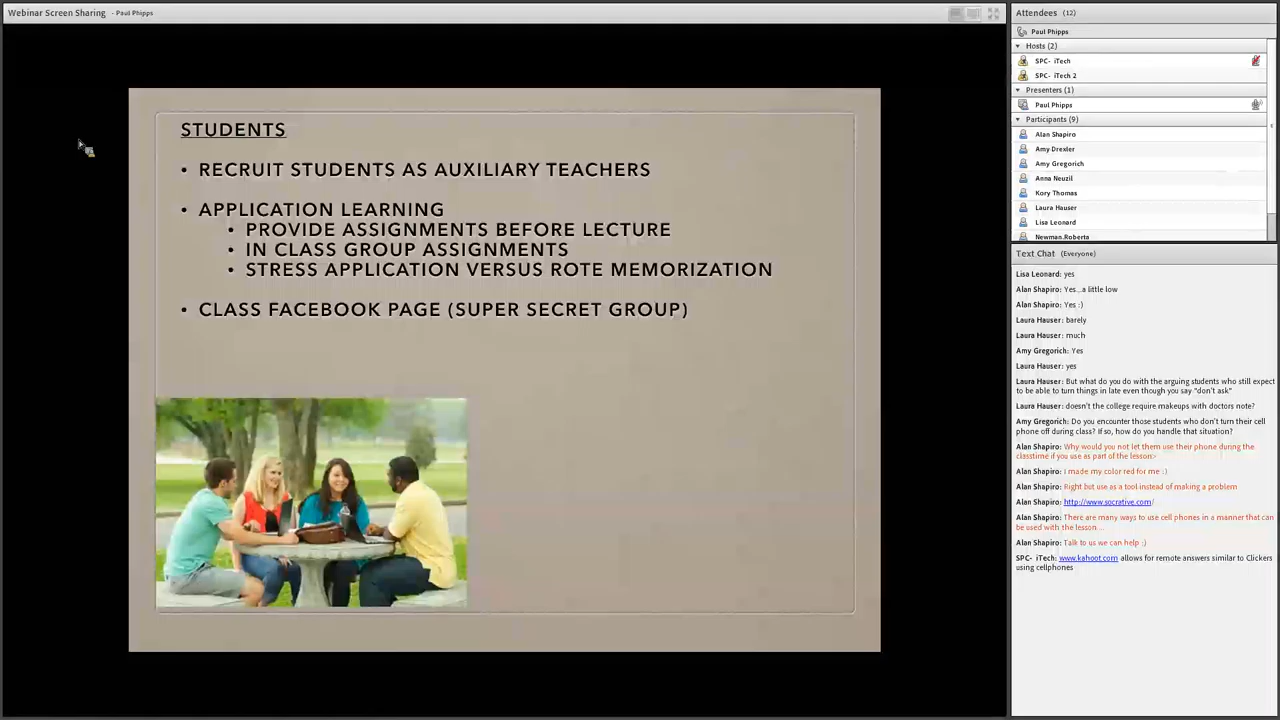 Webinar Screen Sharing - Paul Phipps
STUDENTS
• RECRUIT STUDENTS AS AUXILIARY TEACHERS
• APPLICATION LEARNING
• PROVIDE ASSIGNMENTS BEFORE LECTURE
• IN CLASS GROUP ASSIGNMENTS
• STRESS APPLICATION VERSUS ROTE MEMORIZATION
• CLASS FACEBOOK PAGE (SUPER SECRET GROUP)
Attendees (12)
Paul Phipps
Hosts (2)
SPC- iTech
SPC- iTech 2
Presenters (1)
Paul Phipps
Participants (9)
Alan Shapiro
Amy Drexler
Amy Gregorich
Anna Neuzil
Kory Thomas
Laura Hauser
Lisa Leonard
Newman.Roberta
Text Chat (Everyone)
Lisa Leonard: yes
Alan Shapiro: Yes...a little low
Alan Shapiro: Yes :)
Laura Hauser: barely
Laura Hauser: much
Amy Gregorich: Yes
Laura Hauser: yes
Laura Hauser: But what do you do with the arguing students who still expect
to be able to turn things in late even though you say "don't ask"
Laura Hauser: doesn't the college require makeups with doctors note?
Amy Gregorich: Do you encounter those students who don't turn their cell
phone off during class? If so, how do you handle that situation?
Alan Shapiro: Why would you not let them use their phone during the
classtime if you use as part of the lesson:-
Alan Shapiro: I made my color red for me :)
Alan Shapiro: Right but use as a tool instead of making a problem
Alan Shapiro: http://www.socrative.com/
Alan Shapiro: There are many ways to use cell phones in a manner that can
be used with the lesson ...
Alan Shapiro: Talk to us we can help ;)
SPC- iTech: www.kahoot.com allows for remote answers similar to Clickers
using cellphones